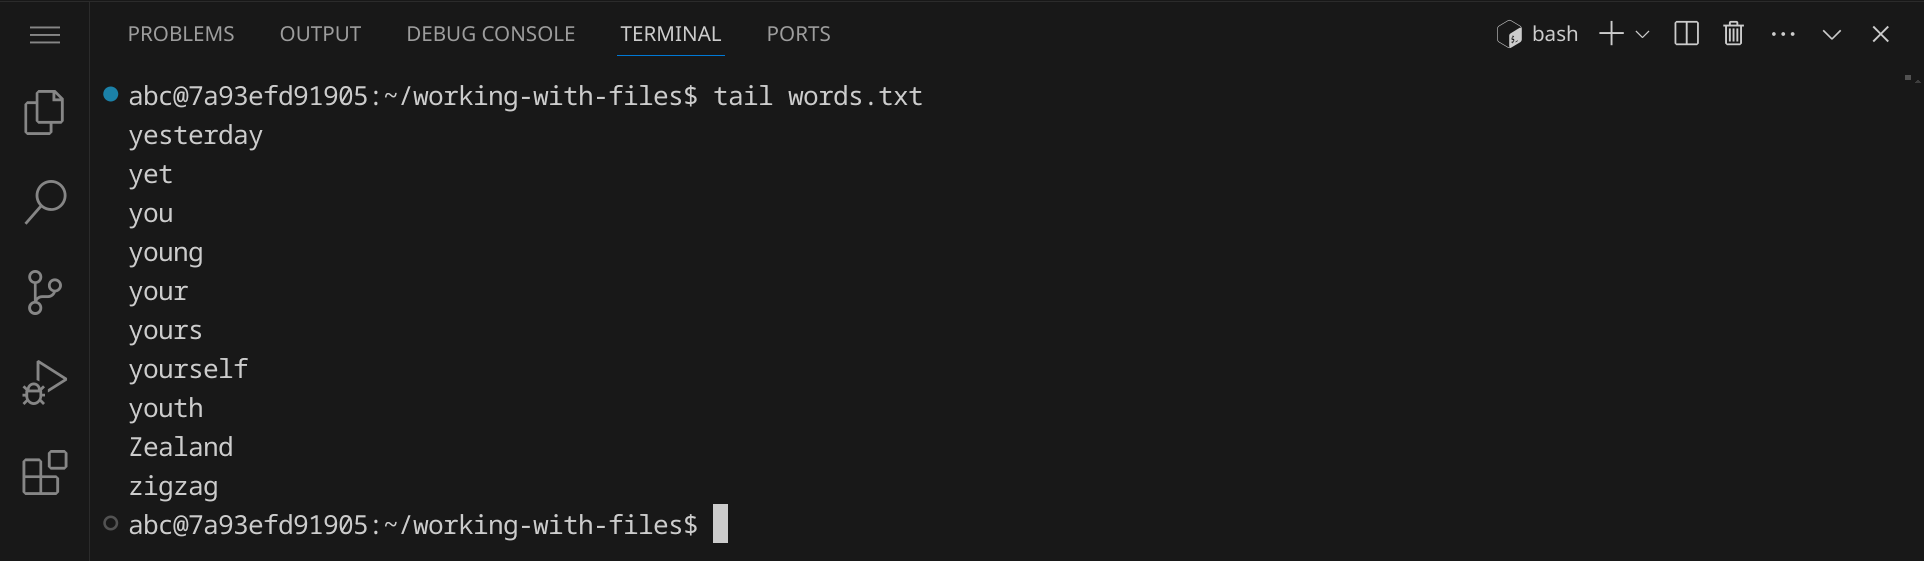 PROBLEMS OUTPUT DEBUG CONSOLE TERMINAL PORTS bash
abc@7a93efd91905:~/working-with-files$ tail words.txt
yesterday
yet
you
young
your
yours
yourself
youth
Zealand
zigzag
abc@7a93efd91905:~/working-with-files$